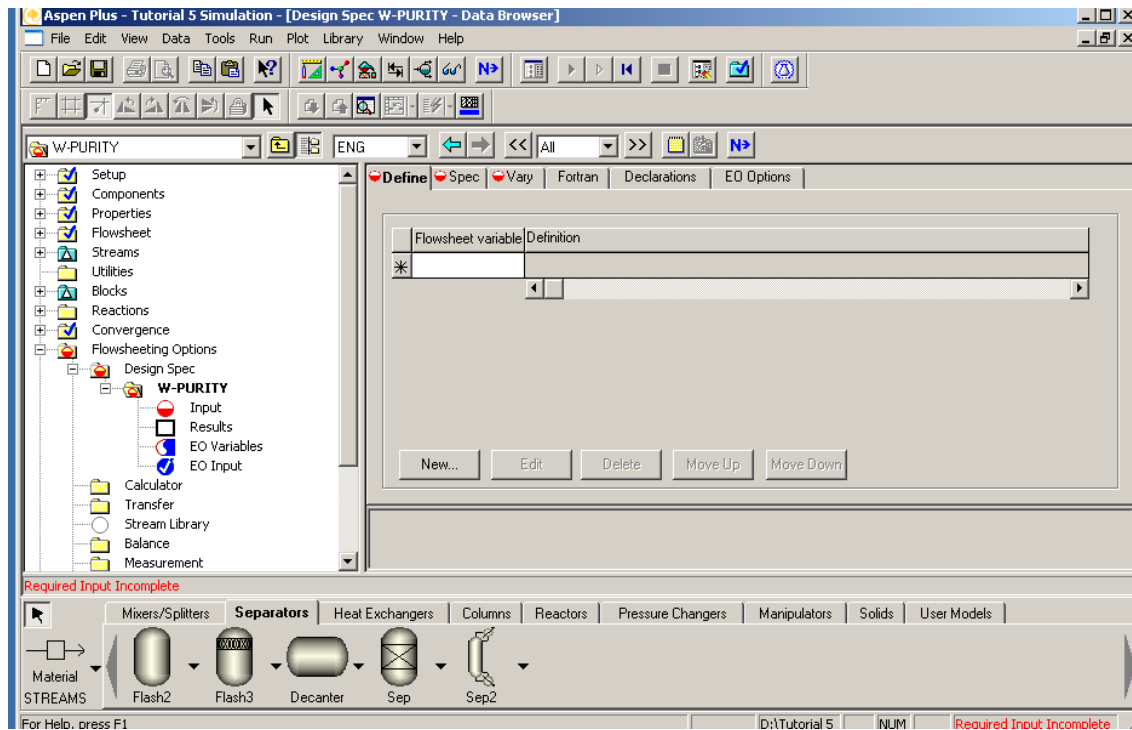 Aspen Plus - Tutorial 5 Simulation - [Design Spec W-PURITY - Data Browser]
File Edit View Data Tools Run Plot Library Window Help
N>
W-PURITY ENG << All >> N>
Setup
Components
Properties
Flowsheet
Streams
Utilities
Blocks
Reactions
Convergence
Flowsheeting Options
Design Spec
W-PURITY
Input
Results
EO Variables
EO Input
Calculator
Transfer
Stream Library
Balance
Measurement
Define Spec Vary Fortran Declarations EO Options
Flowsheet variable Definition
New... Edit Delete Move Up Move Down
Required Input Incomplete
Mixers/Splitters Separators Heat Exchangers Columns Reactors Pressure Changers Manipulators Solids User Models
Material
STREAMS Flash2 Flash3 Decanter Sep Sep2
For Help, press F1 D:\Tutorial 5 NUM Required Input Incomplete